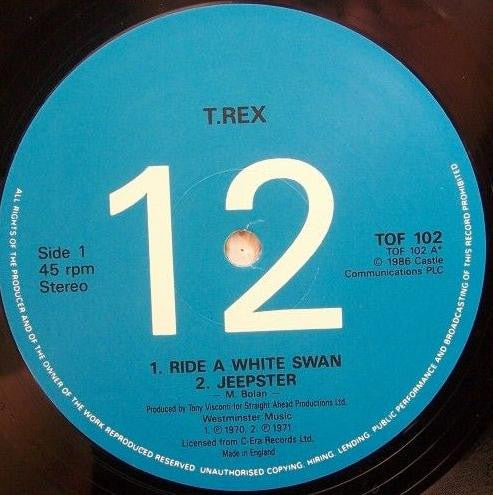 T.REX
12
Side 1
45 rpm
Stereo
TOF 102
TOF 102 A*
© 1986 Castle
Communications PLC
1. RIDE A WHITE SWAN
2. JEEPSTER
– M. Bolan –
Produced by Tony Visconti for Straight Ahead Productions Ltd.
Westminster Music
1. ℗ 1970, 2. ℗ 1971
Licensed from C-Era Records Ltd.
Made in England
ALL RIGHTS OF THE PRODUCER AND OF THE OWNER OF THE WORK REPRODUCED RESERVED UNAUTHORISED COPYING. HIRING. LENDING. PUBLIC PERFORMANCE AND BROADCASTING OF THIS RECORD PROHIBITED